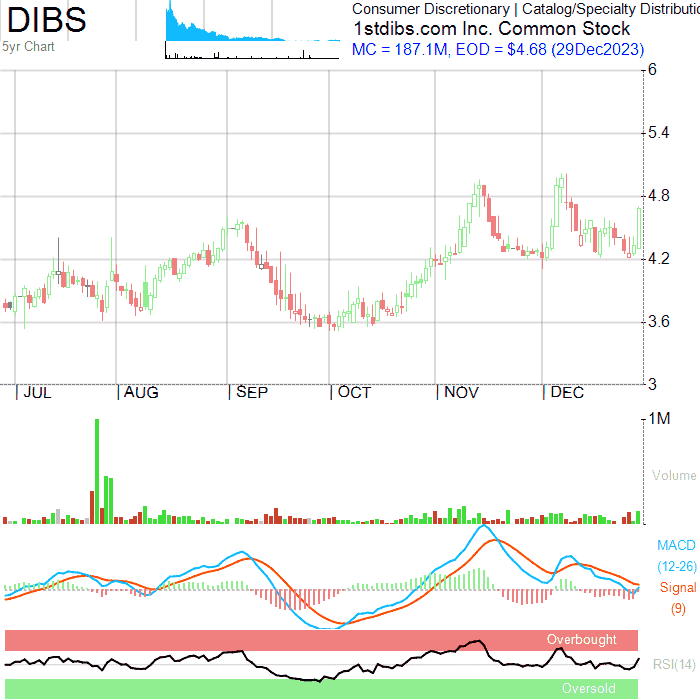 DIBS
5yr Chart
Consumer Discretionary | Catalog/Specialty Distributio
1stdibs.com Inc. Common Stock
MC = 187.1M, EOD = $4.68 (29Dec2023)
6
5.4
4.8
4.2
3.6
3
JUL AUG SEP OCT NOV DEC
1M
Volume
MACD
(12-26)
Signal
(9)
Overbought
RSI(14)
Oversold